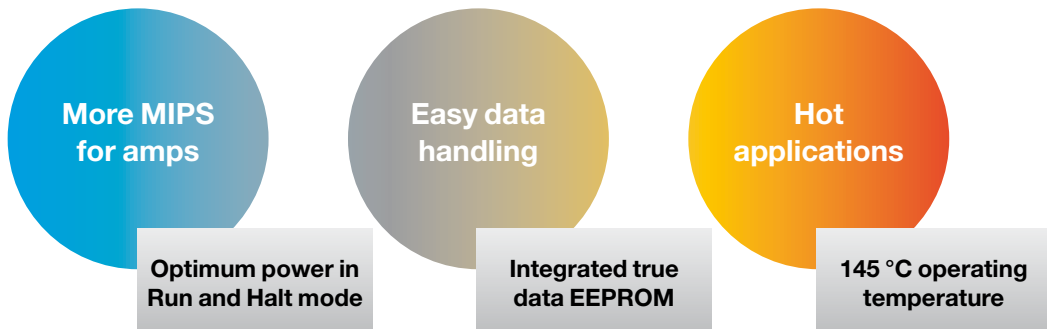 More MIPS
for amps
Optimum power in
Run and Halt mode
Easy data
handling
Integrated true
data EEPROM
Hot
applications
145 °C operating
temperature